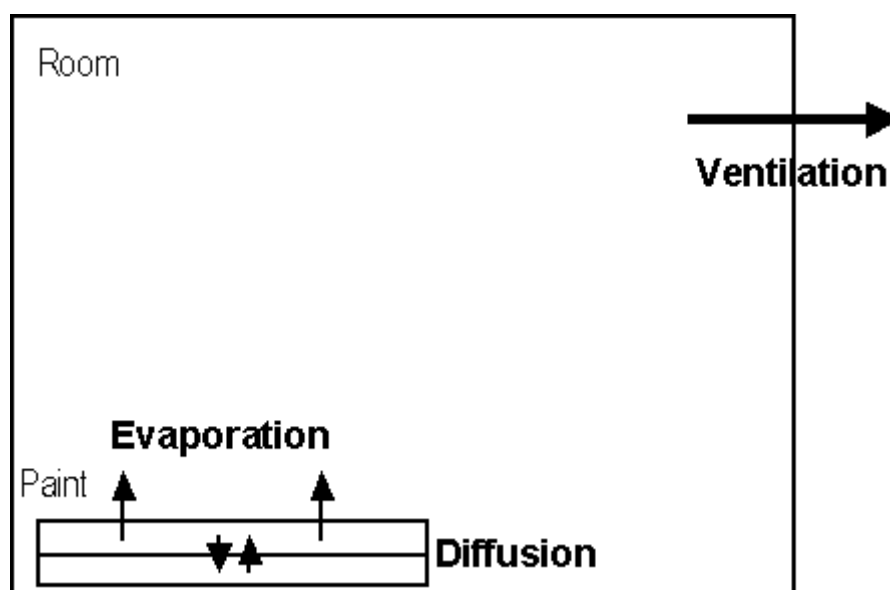 Room
Ventilation
Evaporation
Paint
Diffusion